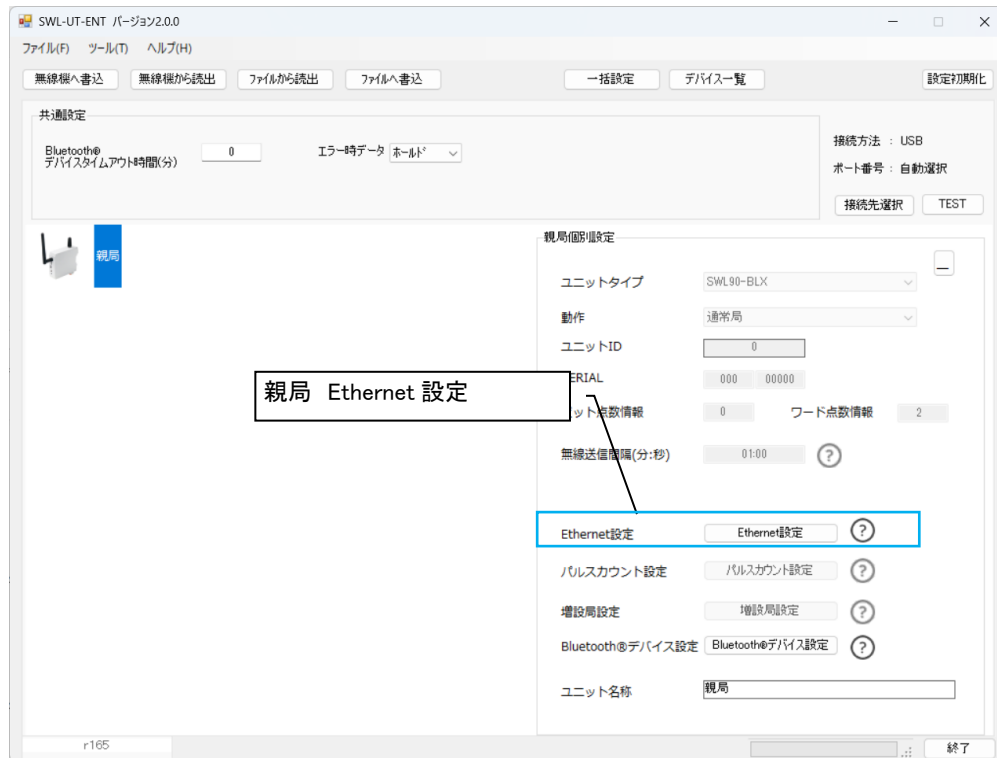 SWL-UT-ENT バージョン2.0.0
ファイル(F) ツール(T) ヘルプ(H)
無線機へ書込 無線機から読出 ファイルから読出 ファイルへ書込 一括設定 デバイス一覧 設定初期化
共通設定
Bluetooth®
デバイスタイムアウト時間(分) 0 エラー時データ ホールド
接続方法 : USB
ポート番号 : 自動選択
接続先選択 TEST
親局
親局個別設定
ユニットタイプ SWL90-BLX
動作 通常局
ユニットID 0
ERIAL 000 00000
親局 Ethernet 設定
ット点数情報 0 ワード点数情報 2
無線送信間隔(分:秒) 01:00 ?
Ethernet設定 Ethernet設定 ?
パルスカウント設定 パルスカウント設定 ?
増設局設定 増設局設定 ?
Bluetooth®デバイス設定 Bluetooth®デバイス設定 ?
ユニット名称 親局
r165 終了